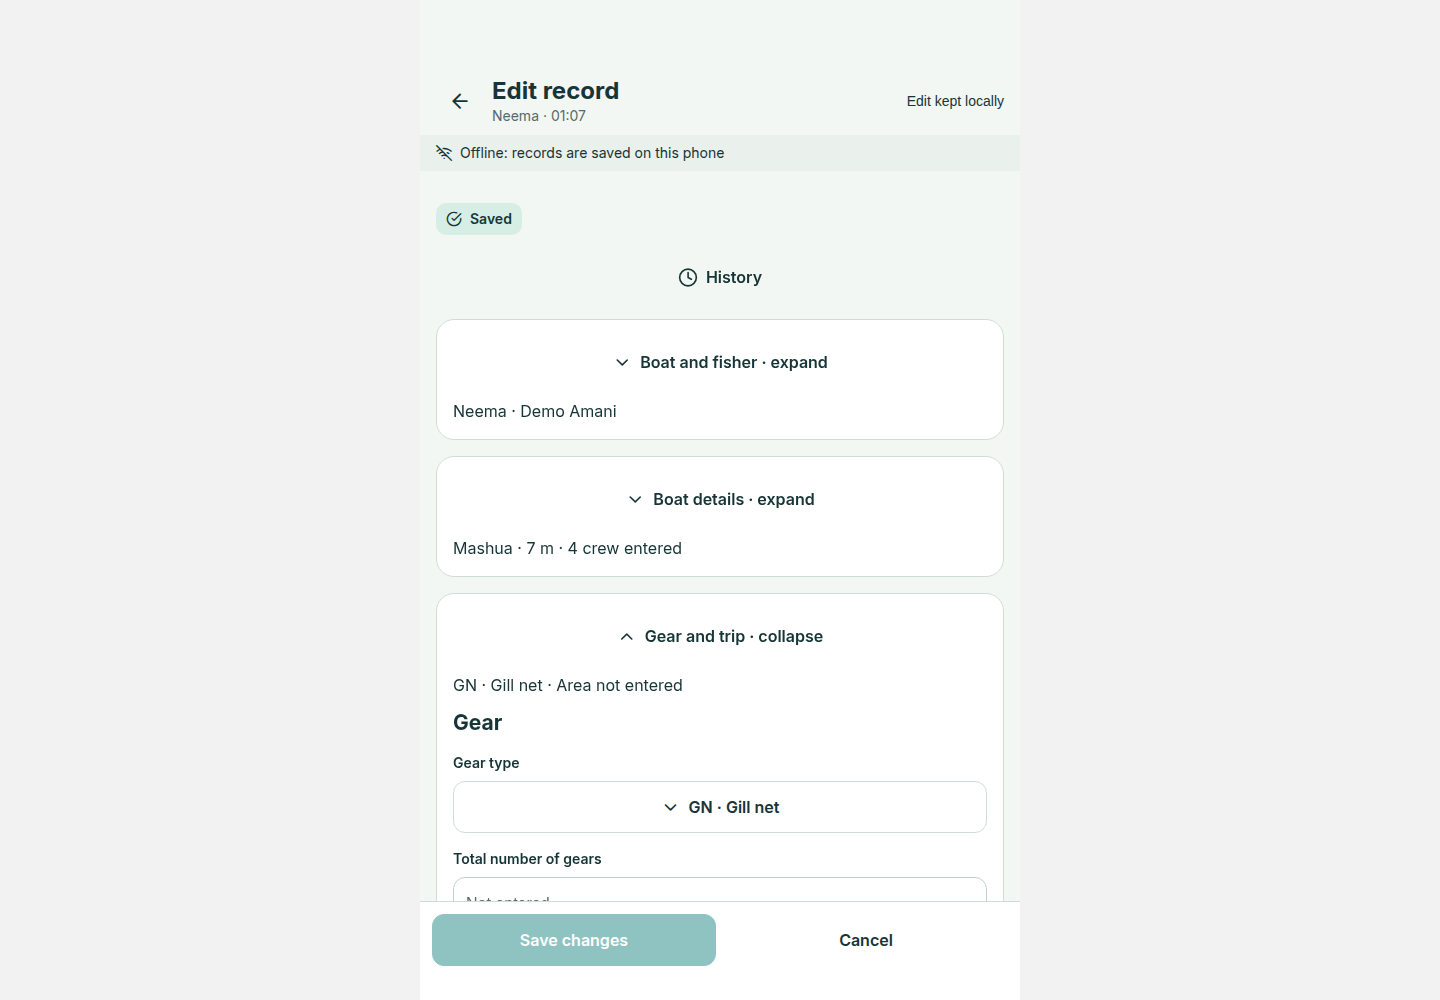 Edit record
Neema · 01:07
Edit kept locally
Offline: records are saved on this phone
Saved
History
Boat and fisher · expand
Neema · Demo Amani
Boat details · expand
Mashua · 7 m · 4 crew entered
Gear and trip · collapse
GN · Gill net · Area not entered
Gear
Gear type
GN · Gill net
Total number of gears
Not entered
Save changes
Cancel